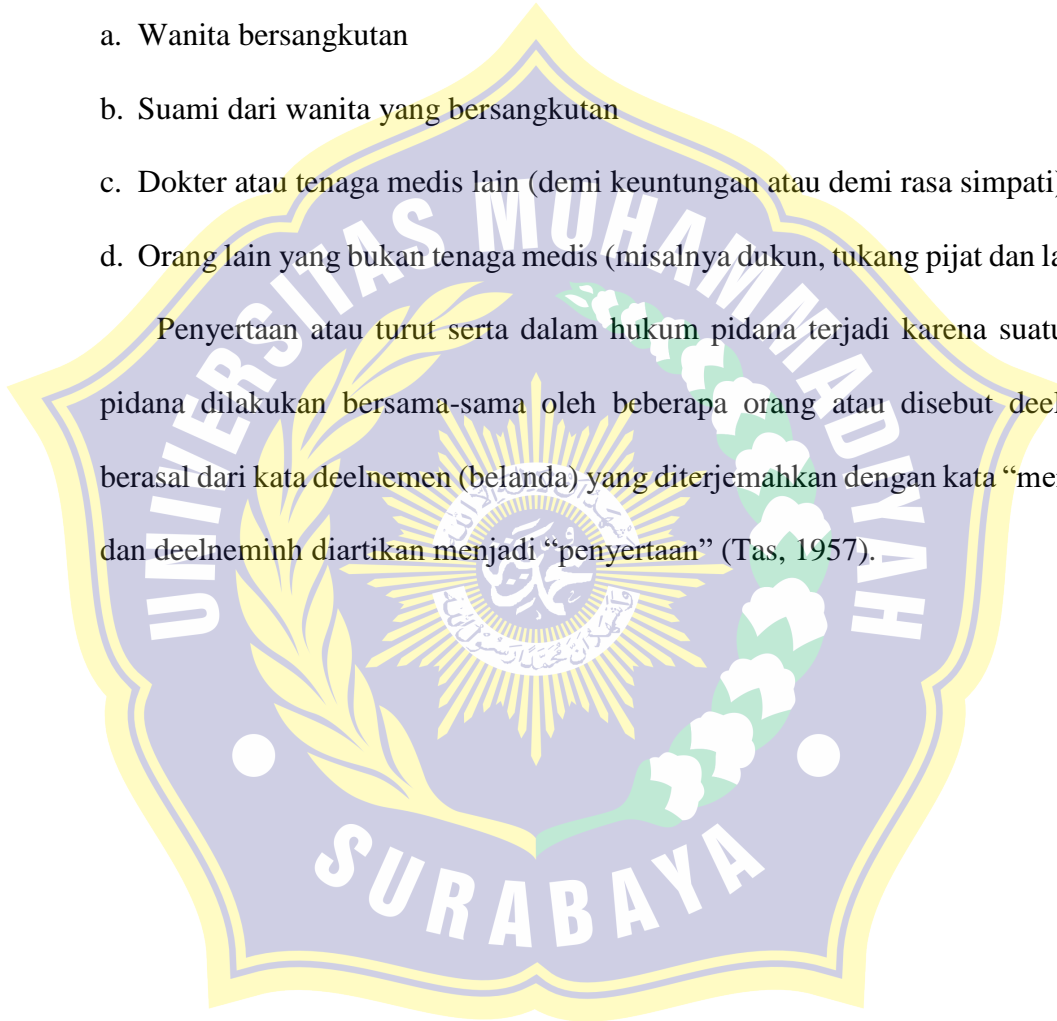 a. Wanita bersangkutan
b. Suami dari wanita yang bersangkutan
c. Dokter atau tenaga medis lain (demi keuntungan atau demi rasa simpati)
d. Orang lain yang bukan tenaga medis (misalnya dukun, tukang pijat dan la
Penyertaan atau turut serta dalam hukum pidana terjadi karena suatu
pidana dilakukan bersama-sama oleh beberapa orang atau disebut deel
berasal dari kata deelnemen (belanda) yang diterjemahkan dengan kata “me
dan deelneminh diartikan menjadi “penyertaan” (Tas, 1957).
UNIVERSITAS MUHAMMADIYAH
SURABAYA